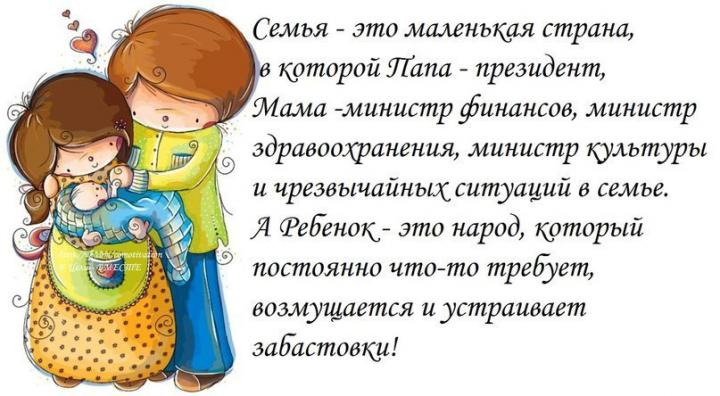 Семья - это маленькая страна,
в которой Папа - президент,
Мама -министр финансов, министр
здравоохранения, министр культуры
и чрезвычайных ситуаций в семье.
А Ребенок - это народ, который
постоянно что-то требует,
возмущается и устраивает
забастовки!
ВМЕСТЕ